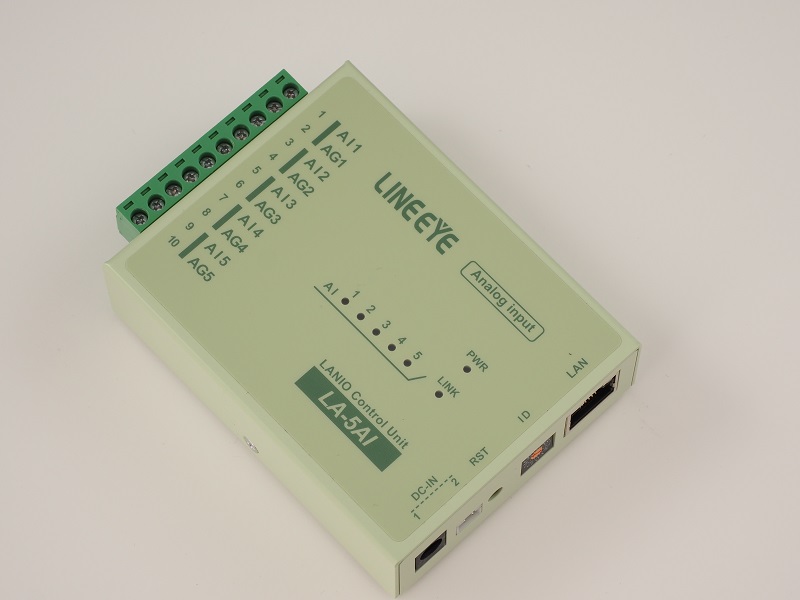 1 AI1
2 AG1
3 AI2
4 AG2
5 AI3
6 AG3
7 AI4
8 AG4
9 AI5
10 AG5
LINEEYE
Analog input
AI 1 2 3 4 5
PWR
LINK
LANIO Control Unit
LA-5AI
LAN
ID
RST
DC-IN
1 2